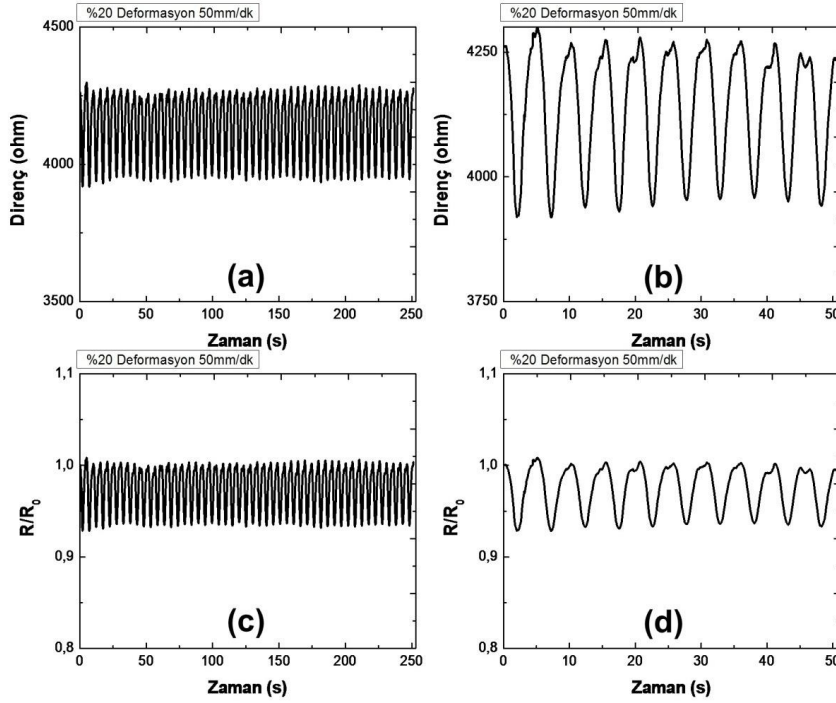 %20 Deformasyon 50mm/dk
4500
4000
3500
Direnç (ohm)
0 50 100 150 200 250
Zaman (s)
(a)
%20 Deformasyon 50mm/dk
4250
4000
3750
Direnç (ohm)
0 10 20 30 40 50
Zaman (s)
(b)
%20 Deformasyon 50mm/dk
1,1
1,0
0,9
0,8
R/R0
0 50 100 150 200 250
Zaman (s)
(c)
%20 Deformasyon 50mm/dk
1,1
1,0
0,9
0,8
R/R0
0 10 20 30 40 50
Zaman (s)
(d)